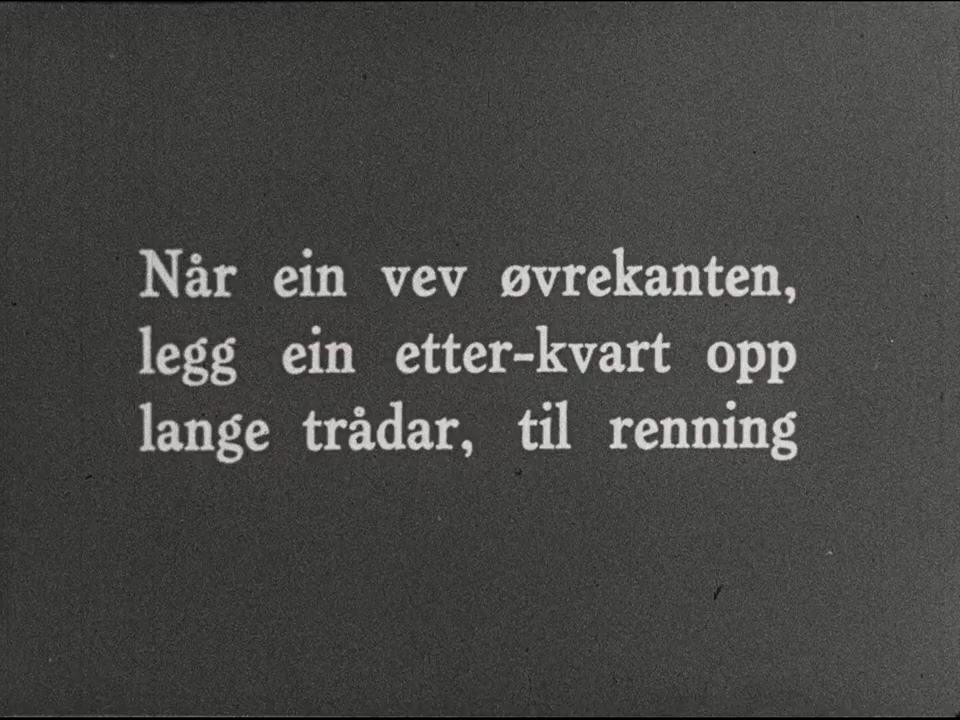 Når ein vev øvrekanten,
legg ein etter-kvart opp
lange trådar, til renning